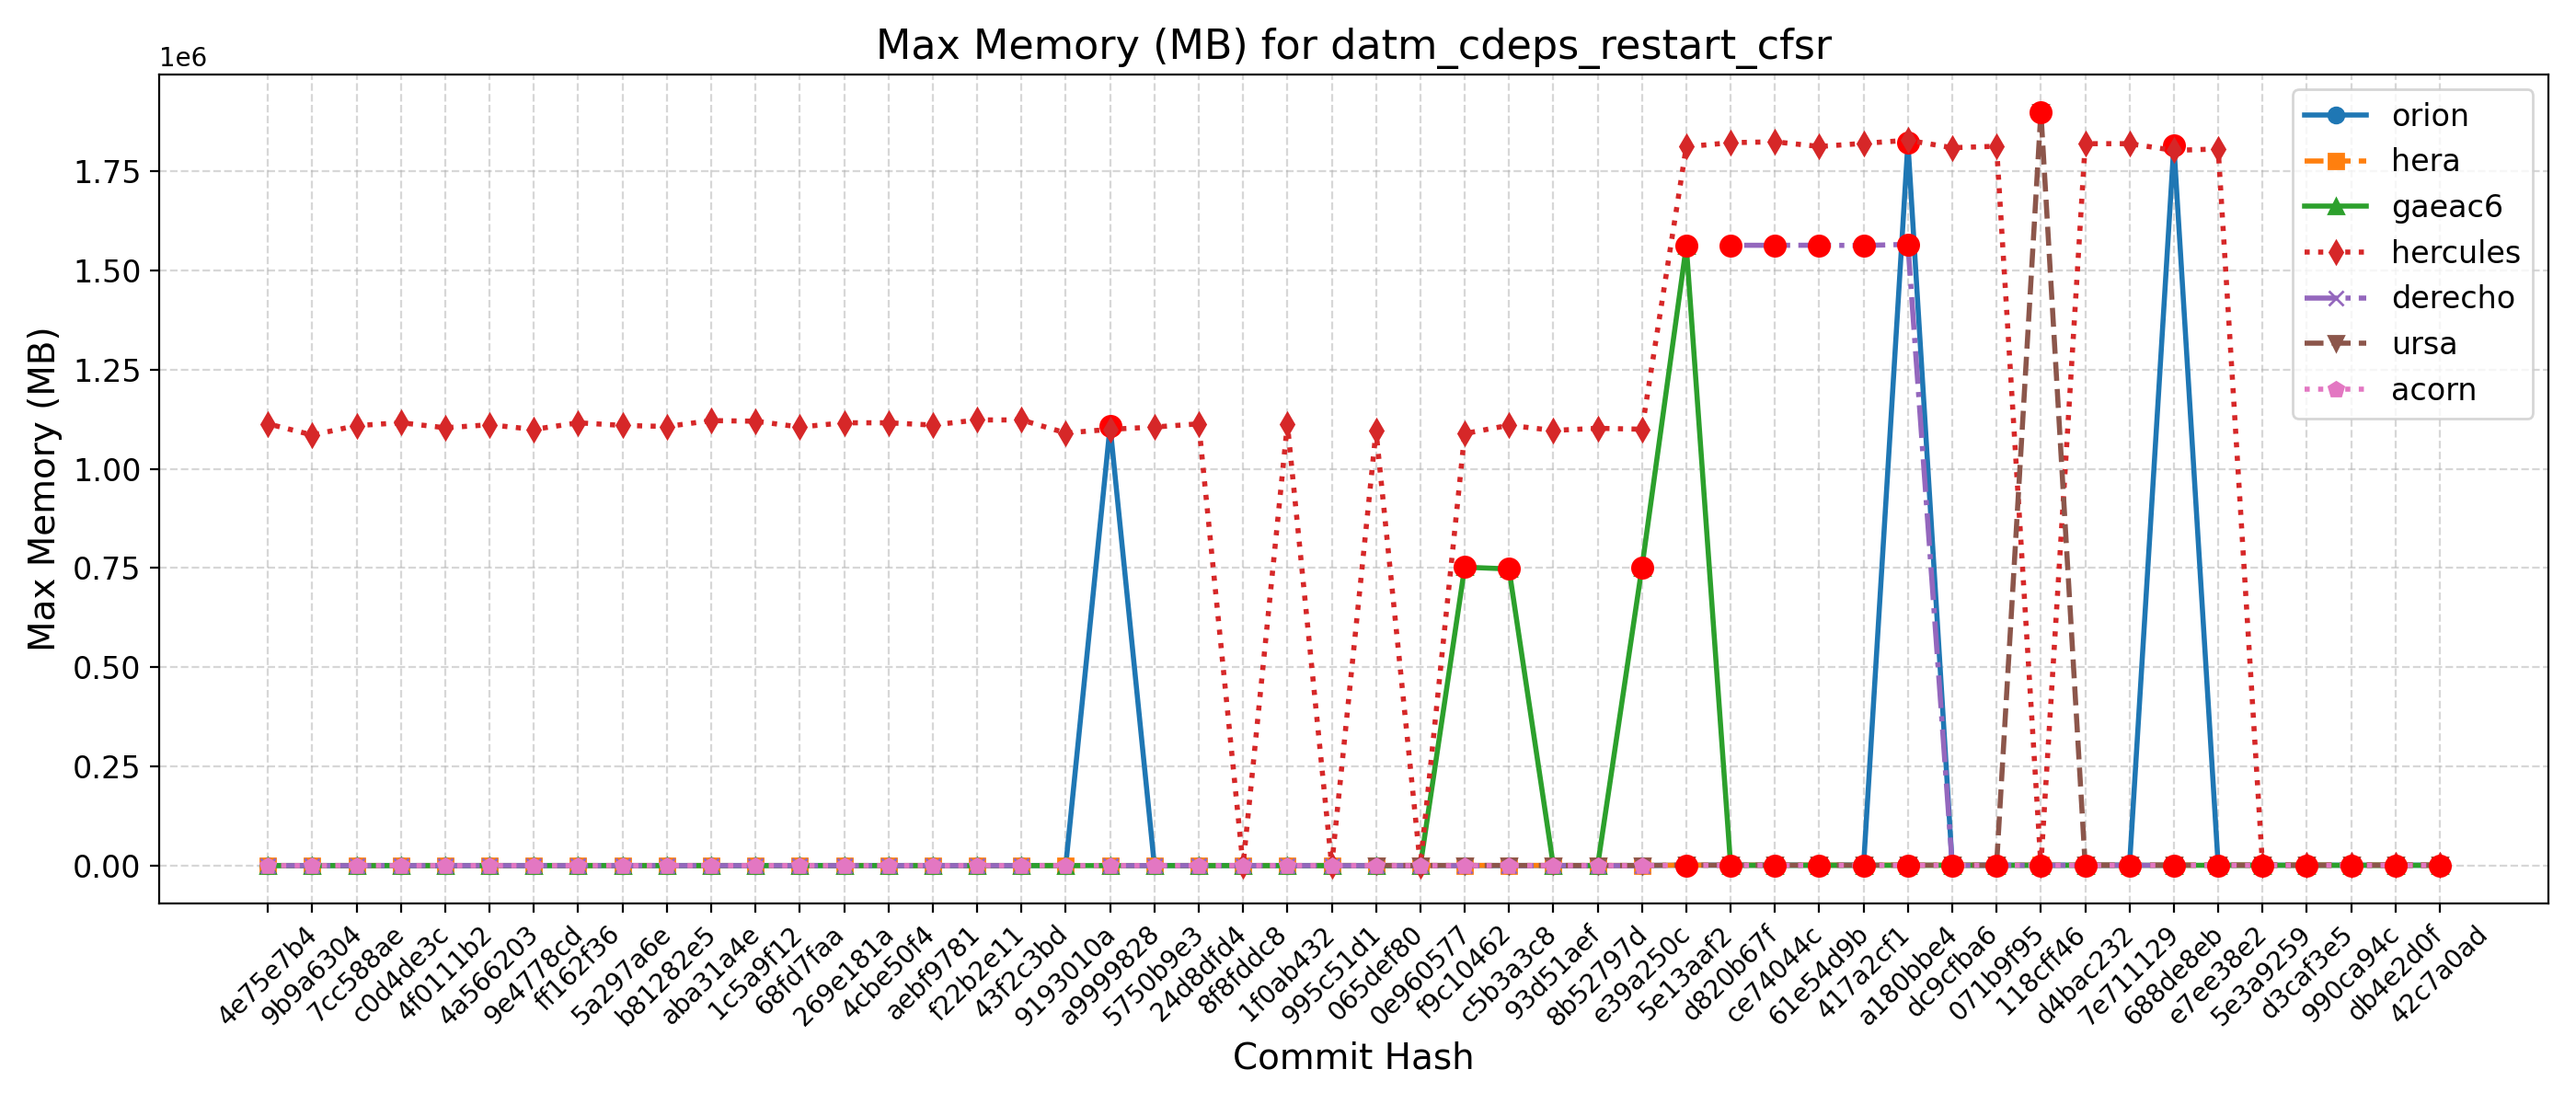 Max Memory (MB) for datm_cdeps_restart_cfsr
1e6
Max Memory (MB)
1.75
1.50
1.25
1.00
0.75
0.50
0.25
0.00
orion
hera
gaeac6
hercules
derecho
ursa
acorn
4e75e7b4
9b9a6304
7cc588ae
c0d4de3c
4f0111b2
4a566203
9e4778cd
ff162f36
5a297a6e
b81282e5
aba31a4e
1c5a9f12
68fd7faa
269e181a
4cbe50f4
aebf9781
f22b2e11
43f2c3bd
9193010a
a9999828
5750b9e3
24d8dfd4
8f8fddc8
1f0ab432
995c51d1
065def80
0e960577
f9c10462
c5b3a3c8
93d51aef
8b52797d
e39a250c
5e13aaf2
d820b67f
ce74044c
61e54d9b
417a2cf1
a180bbe4
dc9cfba6
071b9f95
118cff46
d4bac232
7e711129
688de8eb
e7ee38e2
5e3a9259
d3caf3e5
990ca94c
db4e2d0f
42c7a0ad
Commit Hash